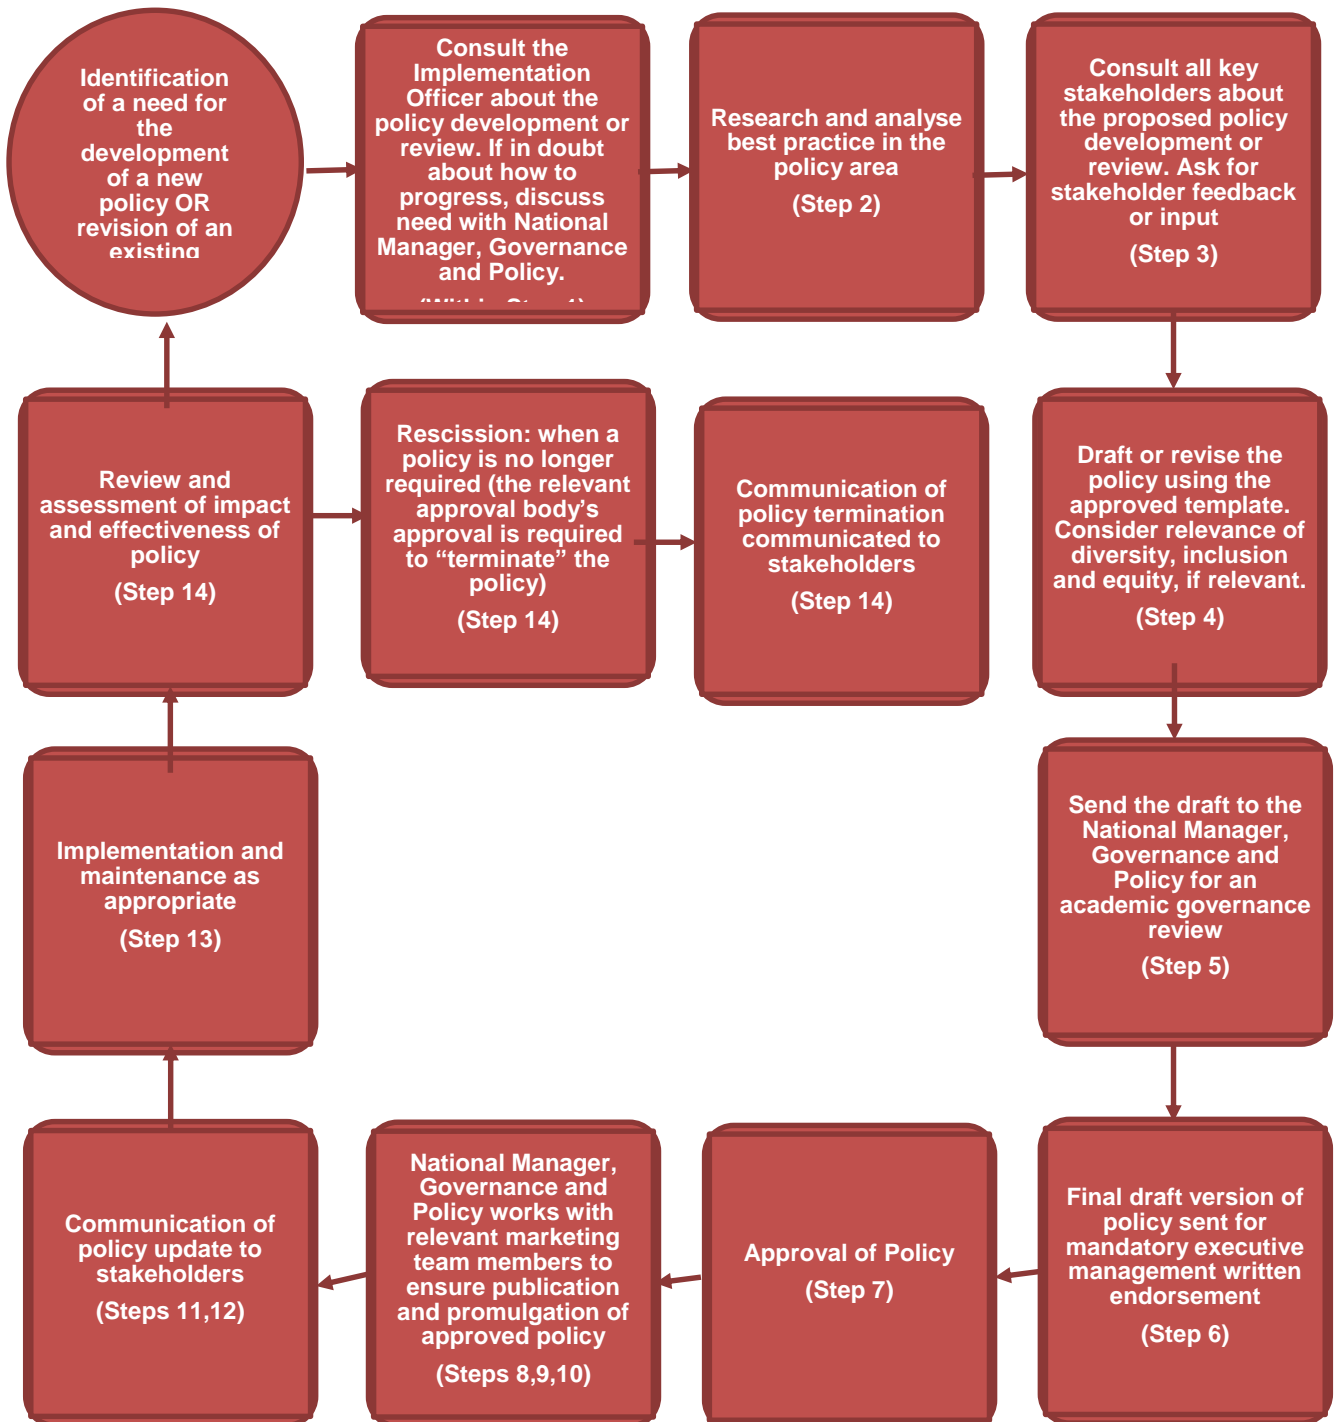 Identification
of a need for
the
development
of a new
policy OR
revision of an
existing
Consult the
Implementation
Officer about the
policy development or
review. If in doubt
about how to
progress, discuss
need with National
Manager, Governance
and Policy.
(Within Step 1)
Research and analyse
best practice in the
policy area
(Step 2)
Consult all key
stakeholders about
the proposed policy
development or
review. Ask for
stakeholder feedback
or input
(Step 3)
Draft or revise the
policy using the
approved template.
Consider relevance of
diversity, inclusion
and equity, if relevant.
(Step 4)
Send the draft to the
National Manager,
Governance and
Policy for an
academic governance
review
(Step 5)
Final draft version of
policy sent for
mandatory executive
management written
endorsement
(Step 6)
Approval of Policy
(Step 7)
National Manager,
Governance and
Policy works with
relevant marketing
team members to
ensure publication
and promulgation of
approved policy
(Steps 8,9,10)
Communication of
policy update to
stakeholders
(Steps 11,12)
Implementation and
maintenance as
appropriate
(Step 13)
Review and
assessment of impact
and effectiveness of
policy
(Step 14)
Rescission: when a
policy is no longer
required (the relevant
approval body’s
approval is required
to “terminate” the
policy)
(Step 14)
Communication of
policy termination
communicated to
stakeholders
(Step 14)